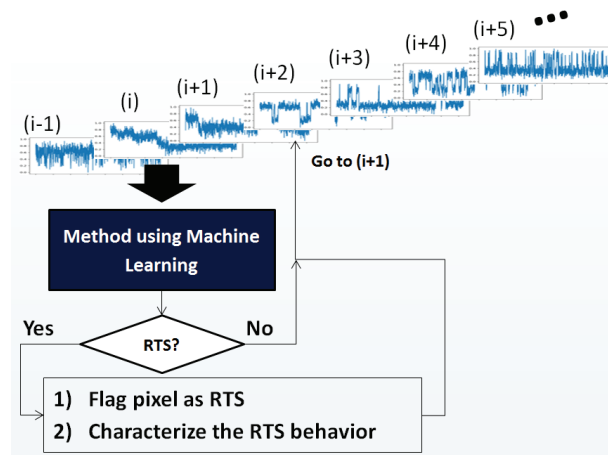 (i-1)
(i)
(i+1)
(i+2)
(i+3)
(i+4)
(i+5)
Go to (i+1)
Method using Machine
Learning
Yes
RTS?
No
1) Flag pixel as RTS
2) Characterize the RTS behavior